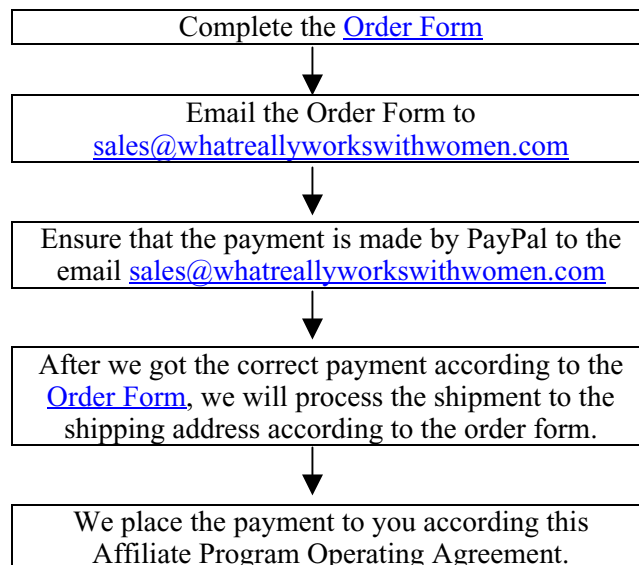 Complete the Order Form
Email the Order Form to
sales@whatreallyworkswithwomen.com
Ensure that the payment is made by PayPal to the
email sales@whatreallyworkswithwomen.com
After we got the correct payment according to the
Order Form, we will process the shipment to the
shipping address according to the order form.
We place the payment to you according this
Affiliate Program Operating Agreement.